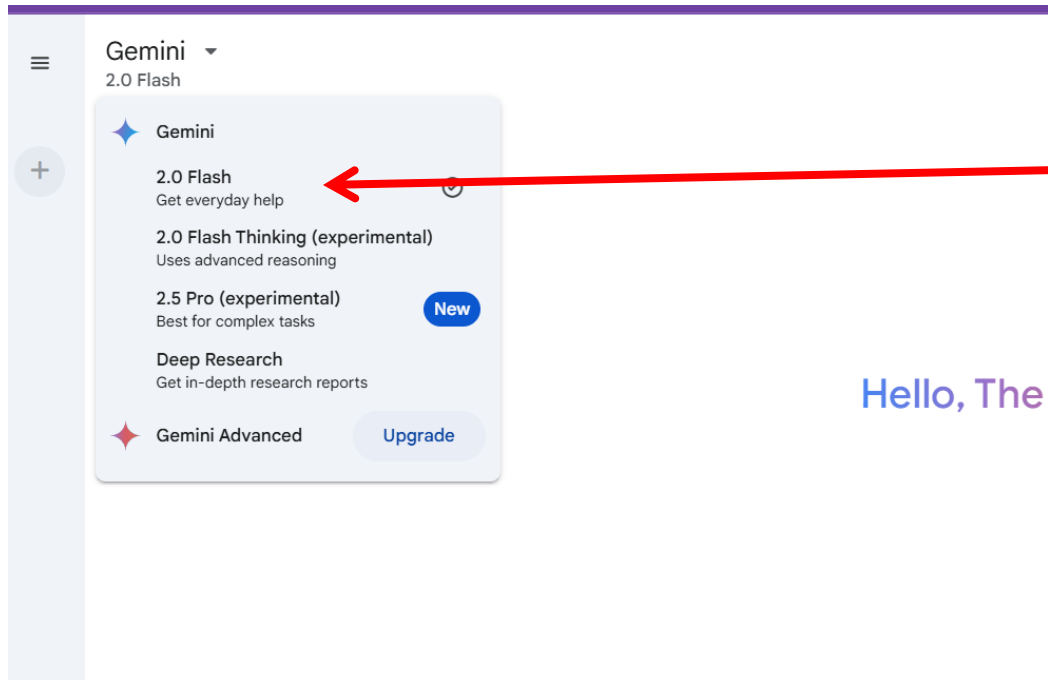 Gemini
2.0 Flash
Gemini
2.0 Flash
Get everyday help
2.0 Flash Thinking (experimental)
Uses advanced reasoning
2.5 Pro (experimental)
Best for complex tasks
New
Deep Research
Get in-depth research reports
Hello, The
Gemini Advanced
Upgrade